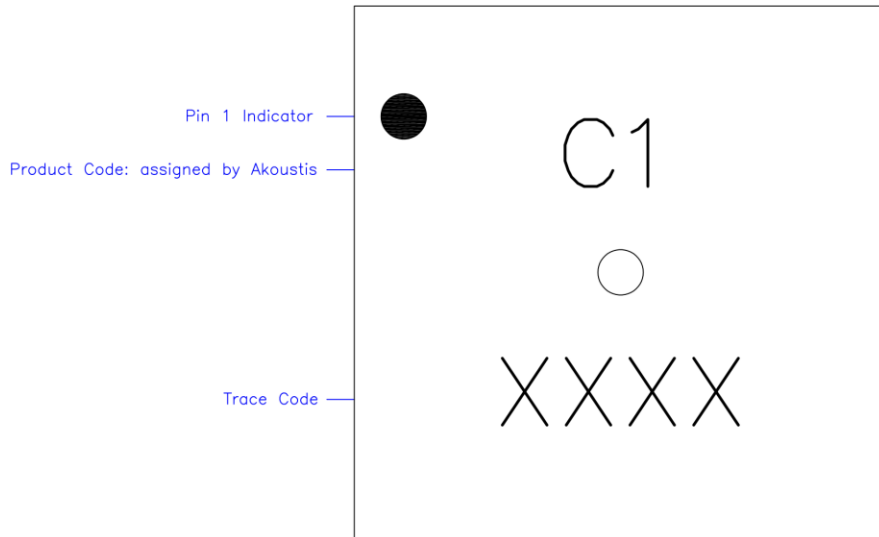 Pin 1 Indicator
C1
Product Code: assigned by Akoustis
XXXX
Trace Code